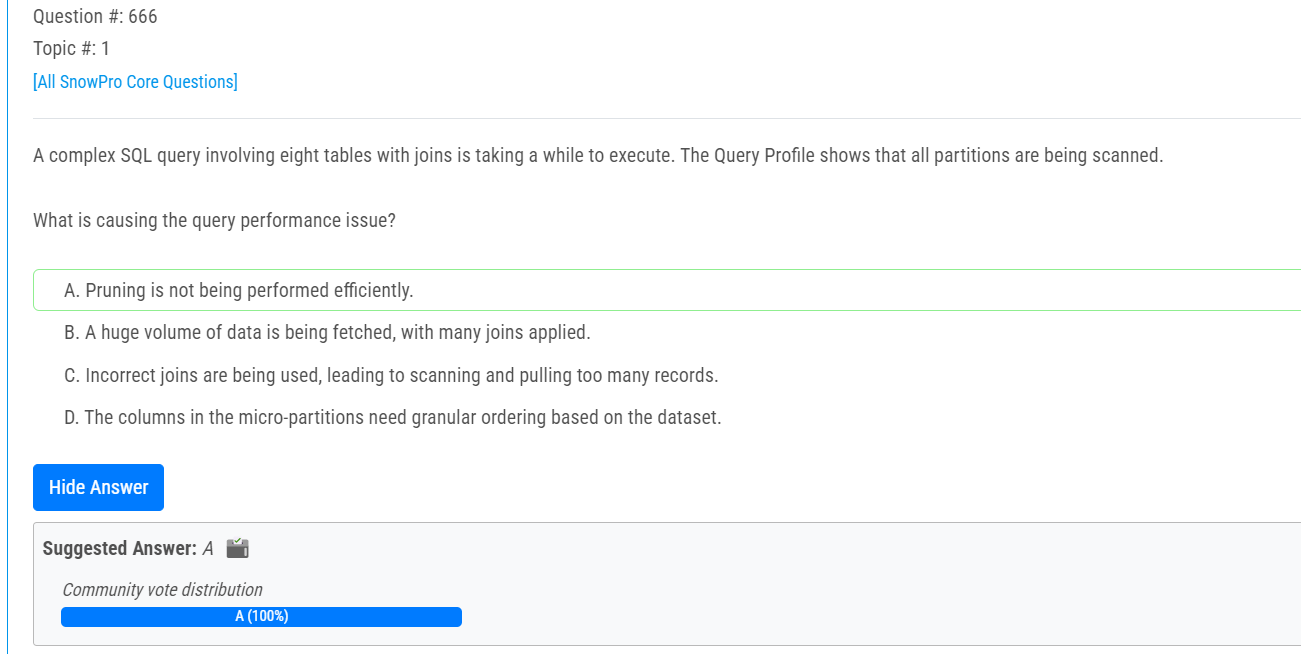 Question #: 666
Topic #: 1
[All SnowPro Core Questions]
A complex SQL query involving eight tables with joins is taking a while to execute. The Query Profile shows that all partitions are being scanned.
What is causing the query performance issue?
A. Pruning is not being performed efficiently.
B. A huge volume of data is being fetched, with many joins applied.
C. Incorrect joins are being used, leading to scanning and pulling too many records.
D. The columns in the micro-partitions need granular ordering based on the dataset.
Hide Answer
Suggested Answer: A
Community vote distribution
A (100%)